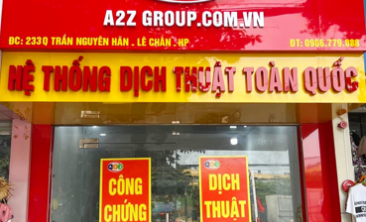 A2Z GROUP.COM.VN
ĐC: 233Q TRẦN NGUYÊN HÃN, LÊ CHÂN, HP
ĐT: 0966.779.888
HỆ THỐNG DỊCH THUẬT TOÀN QUỐC
CÔNG
CHỨNG
DỊCH
THUẬT